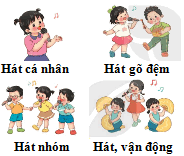 Hát cá nhân
Hát gõ đệm
Hát nhóm
Hát, vận động